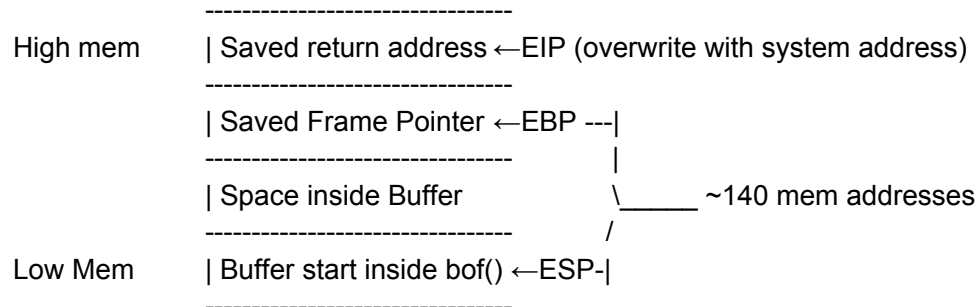 ---------------------------------
High mem | Saved return address ←EIP (overwrite with system address)
---------------------------------
| Saved Frame Pointer ←EBP ---|
--------------------------------- |
| Space inside Buffer \_____ ~140 mem addresses
--------------------------------- /
Low Mem | Buffer start inside bof() ←ESP-|
---------------------------------